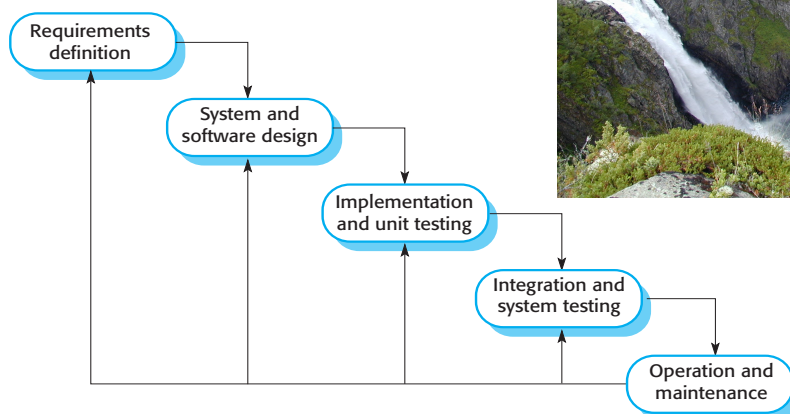 Requirements
definition
System and
software design
Implementation
and unit testing
Integration and
system testing
Operation and
maintenance